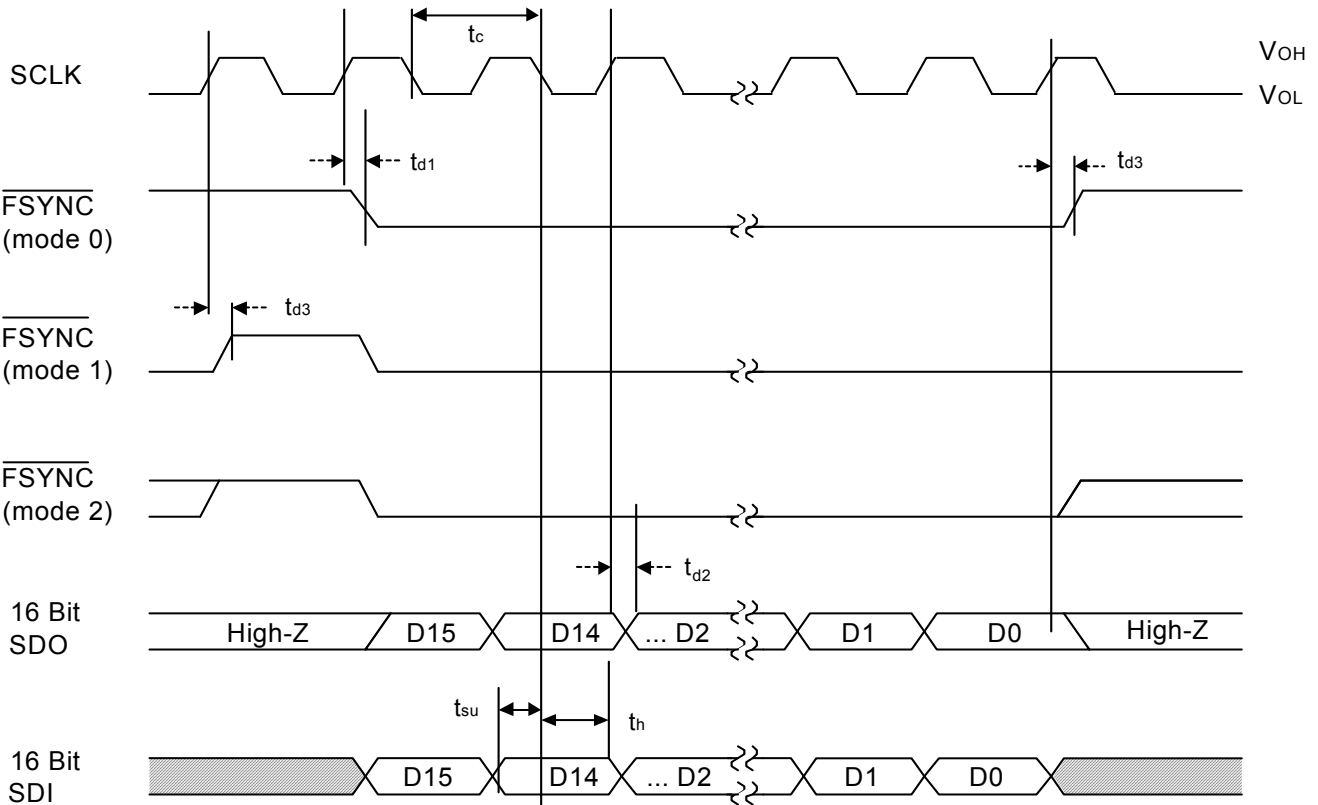 tc
SCLK
VOH
VOL
td1
td3
FSYNC
(mode 0)
td3
FSYNC
(mode 1)
FSYNC
(mode 2)
td2
16 Bit
SDO
High-Z
D15
D14
... D2
D1
D0
High-Z
tsu
th
16 Bit
SDI
D15
D14
... D2
D1
D0